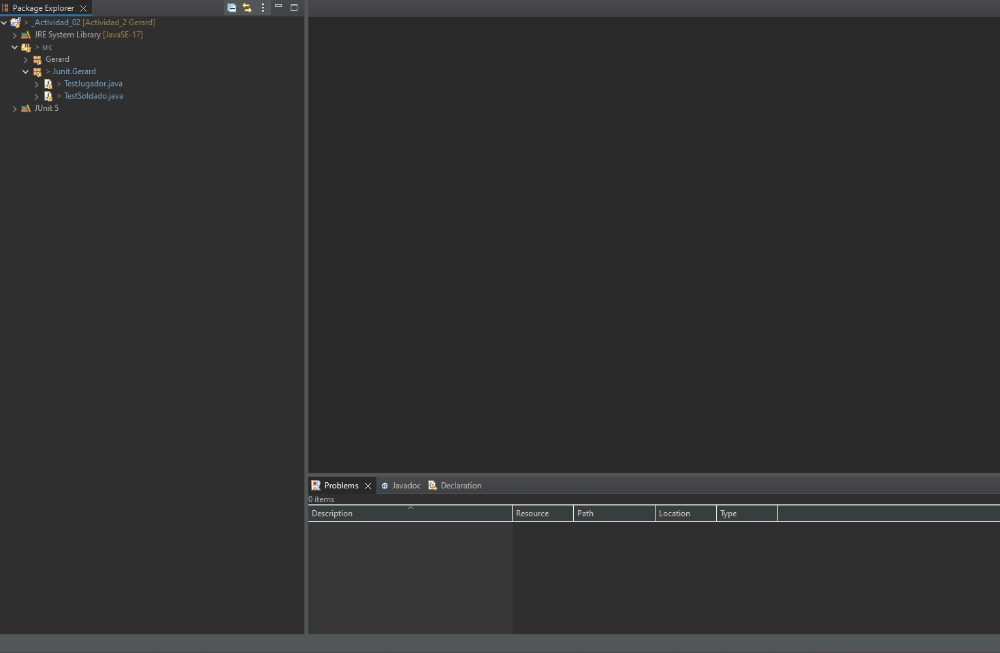 Package Explorer
> _Actividad_02 [Actividad_2 Gerard]
JRE System Library [JavaSE-17]
> src
Gerard
> Junit.Gerard
> TestJugador.java
> TestSoldado.java
JUnit 5
Problems
Javadoc
Declaration
0 items
Description
Resource
Path
Location
Type